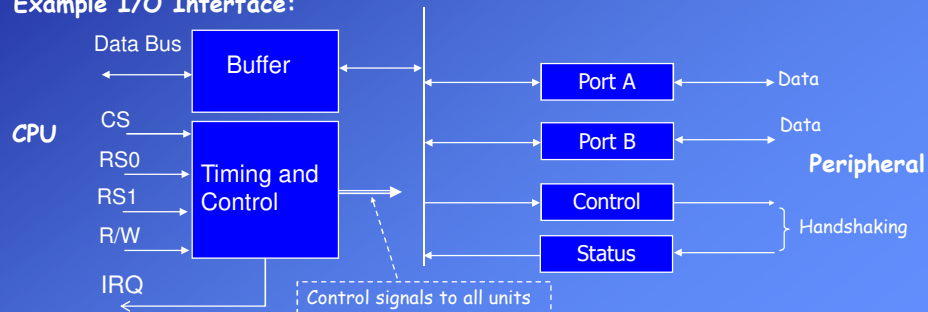 Example I/O Interface:
Data Bus
Buffer
CPU
CS
RS0
RS1
R/W
IRQ
Timing and
Control
Control signals to all units
Port A
Data
Port B
Data
Peripheral
Control
Handshaking
Status